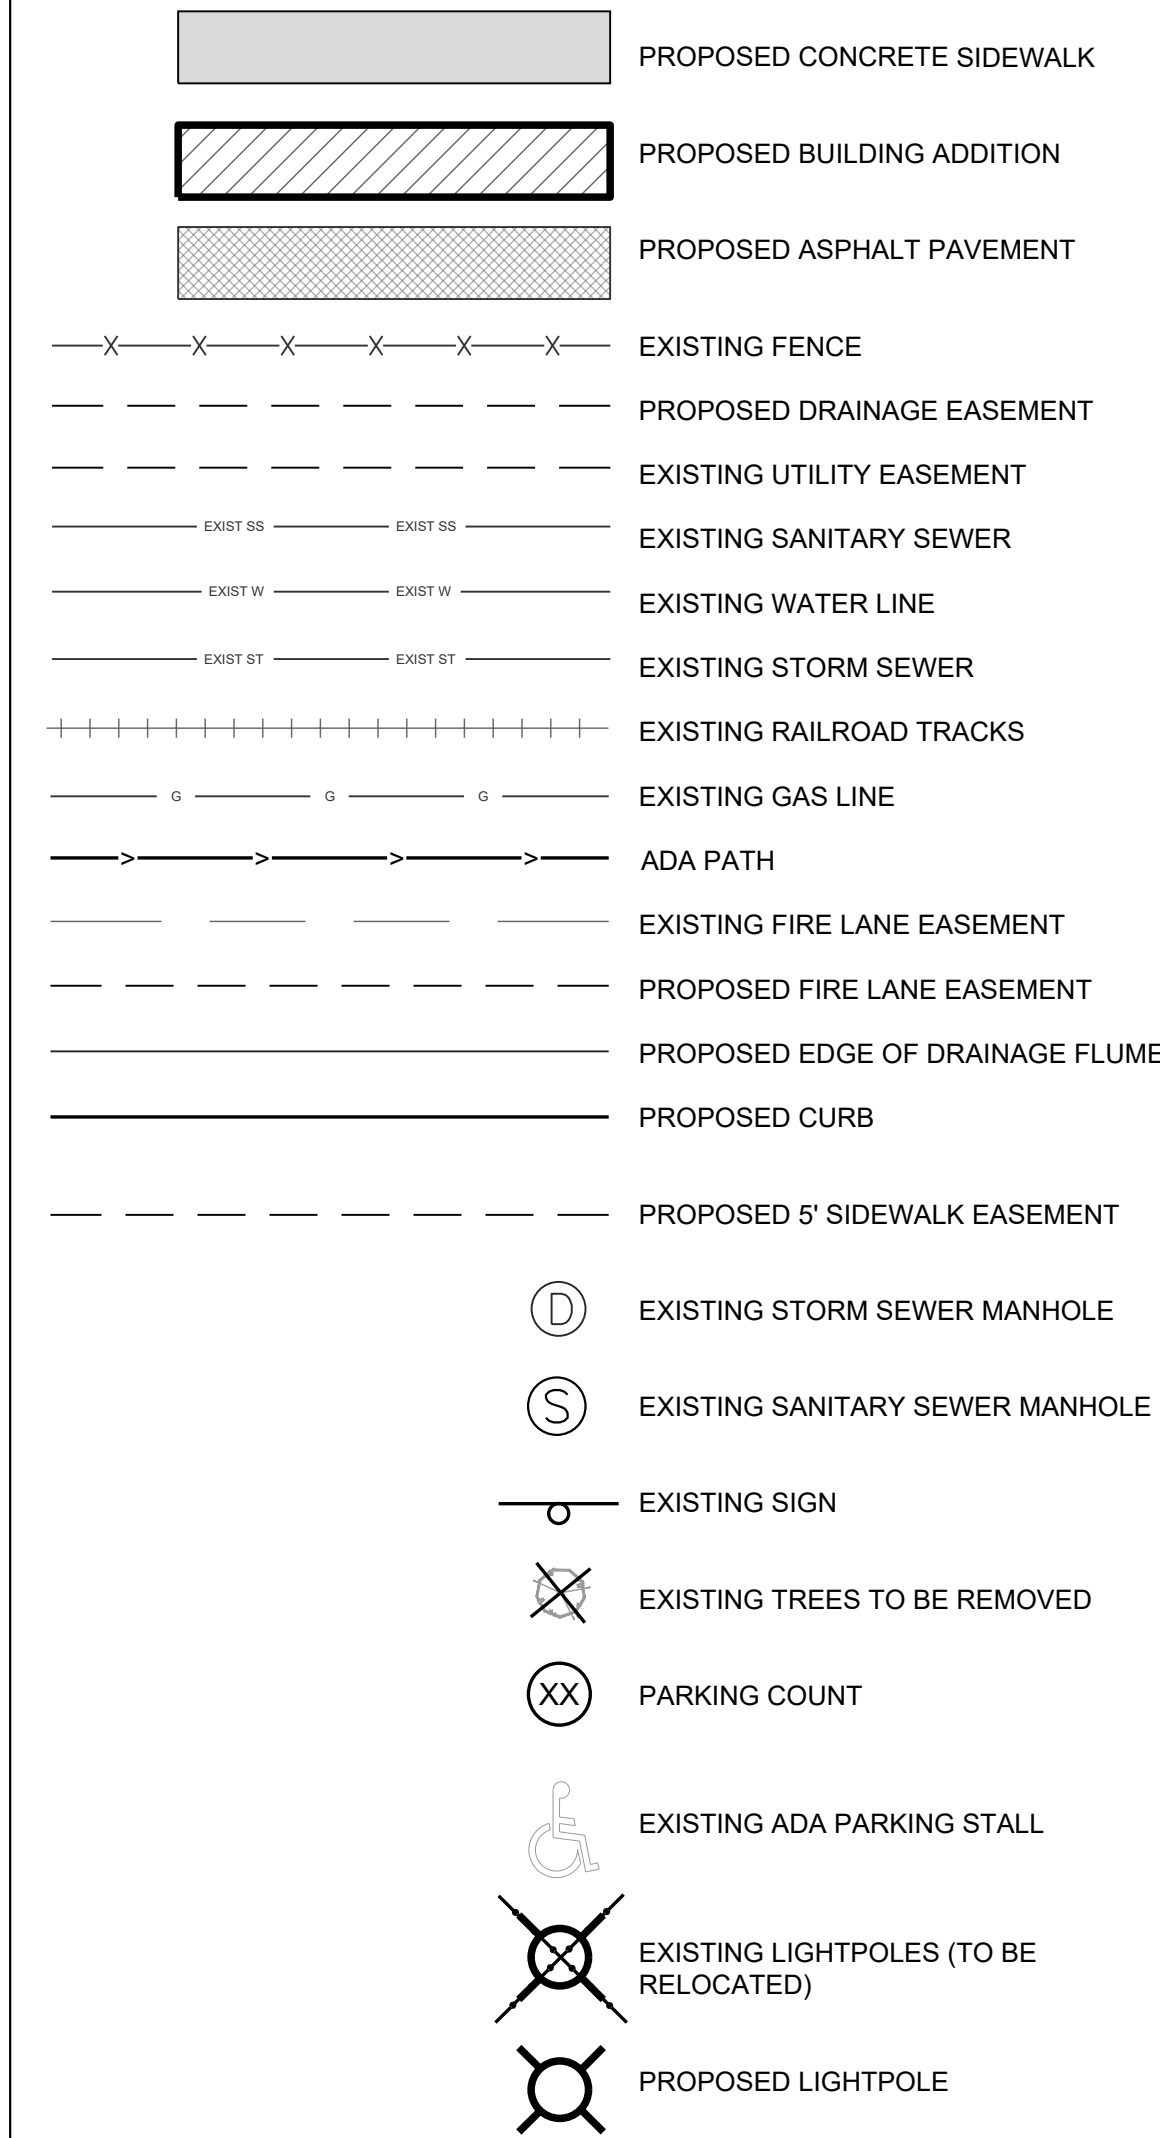 PROPOSED CONCRETE SIDEWALK
PROPOSED BUILDING ADDITION
PROPOSED ASPHALT PAVEMENT
X X X X X X EXISTING FENCE
PROPOSED DRAINAGE EASEMENT
EXISTING UTILITY EASEMENT
EXIST SS EXIST SS EXISTING SANITARY SEWER
EXIST W EXIST W EXISTING WATER LINE
EXIST ST EXIST ST EXISTING STORM SEWER
EXISTING RAILROAD TRACKS
G G G EXISTING GAS LINE
> > > > ADA PATH
EXISTING FIRE LANE EASEMENT
PROPOSED FIRE LANE EASEMENT
PROPOSED EDGE OF DRAINAGE FLUME
PROPOSED CURB
PROPOSED 5' SIDEWALK EASEMENT
D EXISTING STORM SEWER MANHOLE
S EXISTING SANITARY SEWER MANHOLE
EXISTING SIGN
EXISTING TREES TO BE REMOVED
XX PARKING COUNT
EXISTING ADA PARKING STALL
EXISTING LIGHTPOLES (TO BE
RELOCATED)
PROPOSED LIGHTPOLE